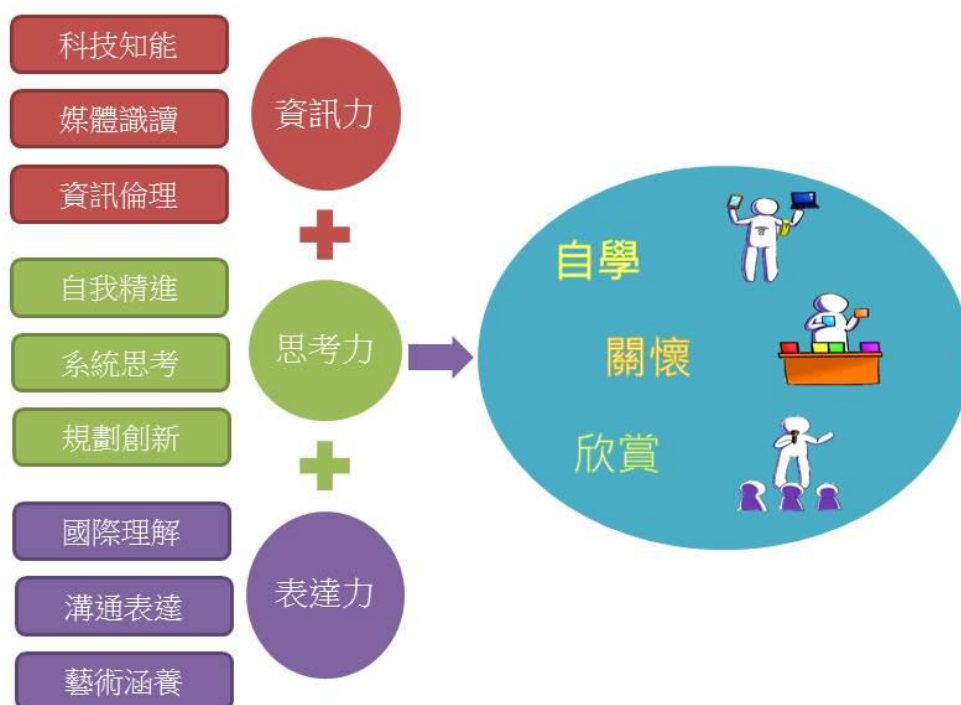 科技知能
媒體識讀
資訊倫理
資訊力
自我精進
系統思考
規劃創新
思考力
國際理解
溝通表達
藝術涵養
表達力
自學
關懷
欣賞